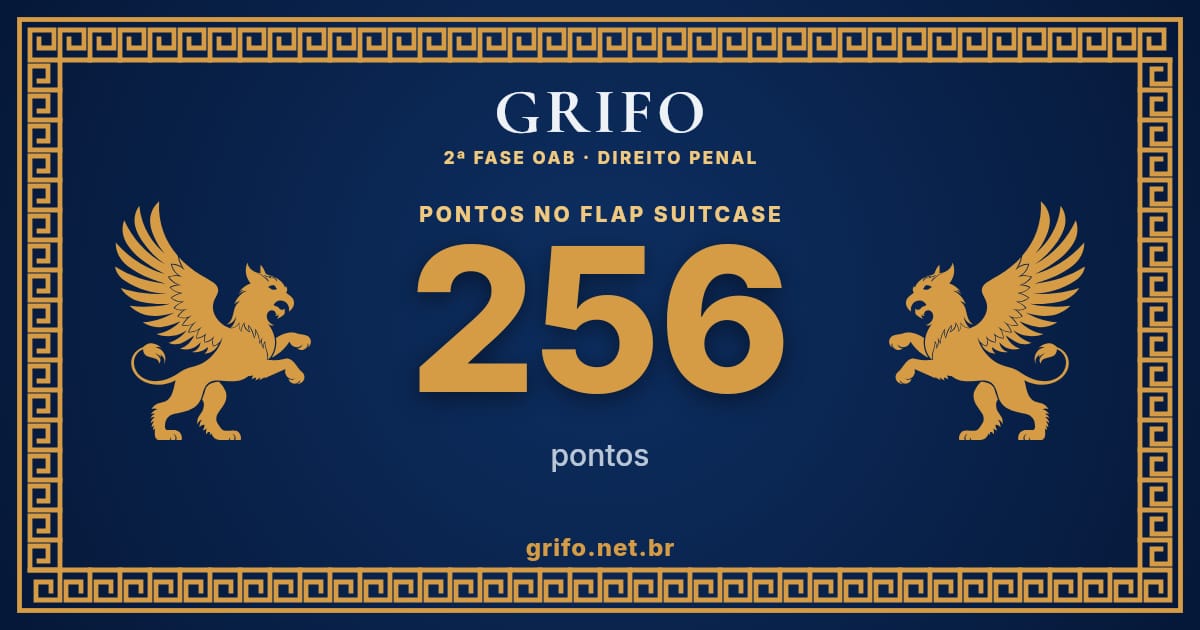 GRIFO
2ª FASE OAB · DIREITO PENAL
PONTOS NO FLAP SUITCASE
256
pontos
grifo.net.br